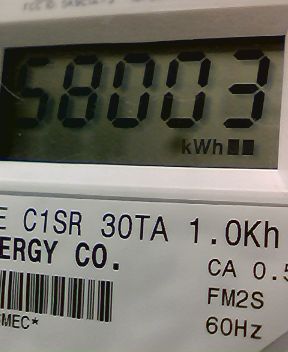 58003
kWh
E C1SR 30TA 1.0Kh
ERGY CO.
CA 0.5
FM2S
MEC*
60Hz